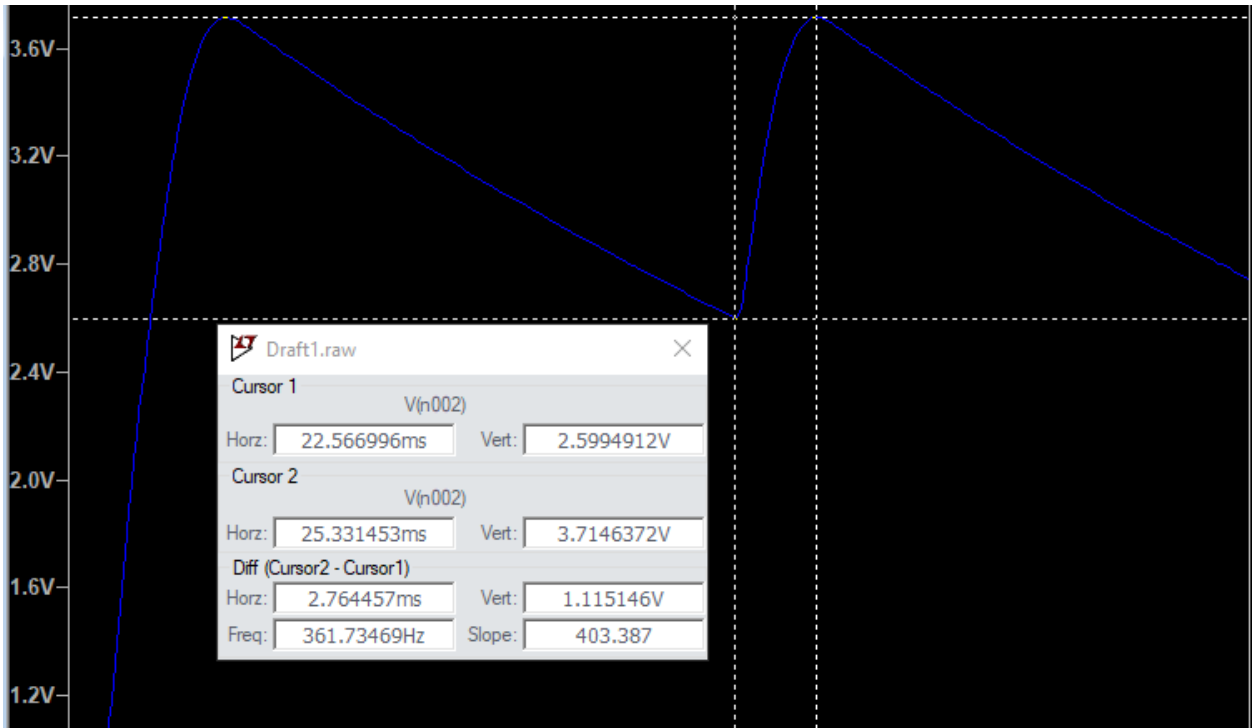 3.6V
3.2V
2.8V
2.4V
2.0V
1.6V
1.2V
Draft1.raw
Cursor 1
V(n002)
Horz: 22.566996ms Vert: 2.5994912V
Cursor 2
V(n002)
Horz: 25.331453ms Vert: 3.7146372V
Diff (Cursor2 - Cursor1)
Horz: 2.764457ms Vert: 1.115146V
Freq: 361.73469Hz Slope: 403.387